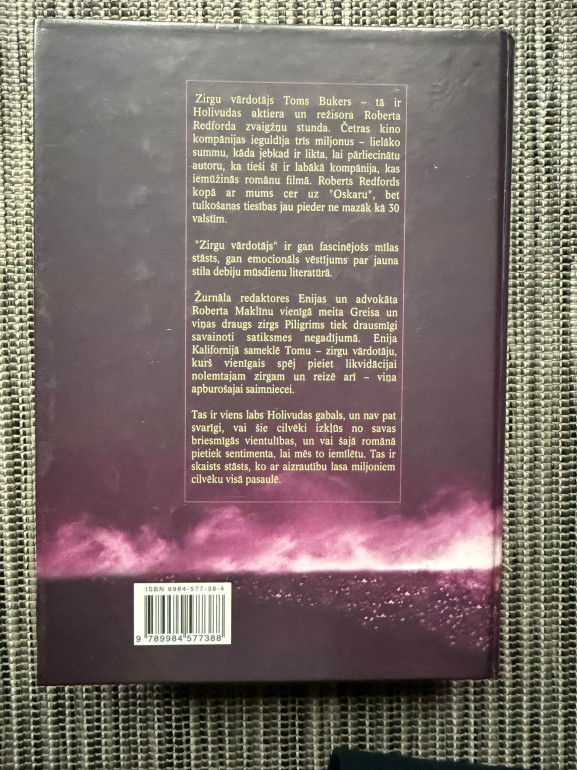 Zirgu vārdotājs Toms Bukers – tā ir
Holivudas aktiera un režisora Roberta
Redforda zvaigžņu stunda. Četras kino
kompānijas ieguldīja trīs miljonus – lielāko
summu, kāda jebkad ir likta, lai pārliecinātu
autoru, ka tieši šī ir labākā kompānija, kas
iemūžinās romānu filmā. Roberts Redfords
kopā ar mums cer uz "Oskaru", bet
tulkošanas tiesības jau pieder ne mazāk kā 30
valstīm.
"Zirgu vārdotājs" ir gan fascinējošs mīlas
stāsts, gan emocionāls vēstījums par jauna
stila debiju mūsdienu literatūrā.
Žurnāla redaktores Enijas un advokāta
Roberta Maklīnu vienīgā meita Greisa un
viņas draugs zirgs Piligrims tiek drausmīgi
savainoti satiksmes negadījumā. Enija
Kalifornijā sameklē Tomu – zirgu vārdotāju,
kurš vienīgais spēj pieiet likvidācijai
nolemtajam zirgam un reizē arī – viņa
apburošajai saimniecei.
Tas ir viens labs Holivudas gabals, un nav pat
svarīgi, vai šie cilvēki izkļūs no savas
briesmīgās vientulības, un vai šajā romānā
pietiek sentimenta, lai mēs to iemīlētu. Tas ir
skaists stāsts, ko ar aizrautību lasa miljoniem
cilvēku visā pasaulē.
ISBN 9984-577-38-4
9 789984 577388